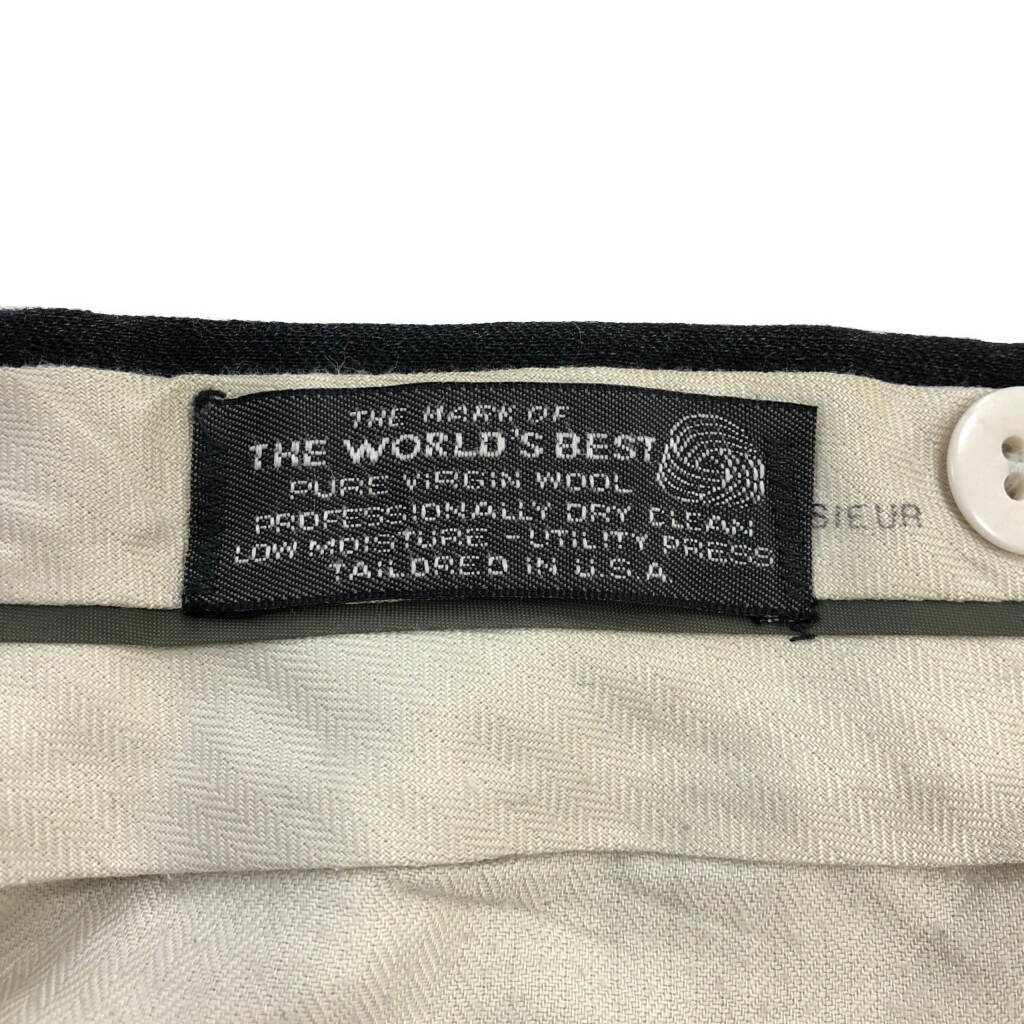 THE MARK OF
THE WORLD'S BEST
PURE VIRGIN WOOL
PROFESSIONALLY DRY CLEAN
LOW MOISTURE - UTILITY PRESS
TAILORED IN U.S.A
SIEUR